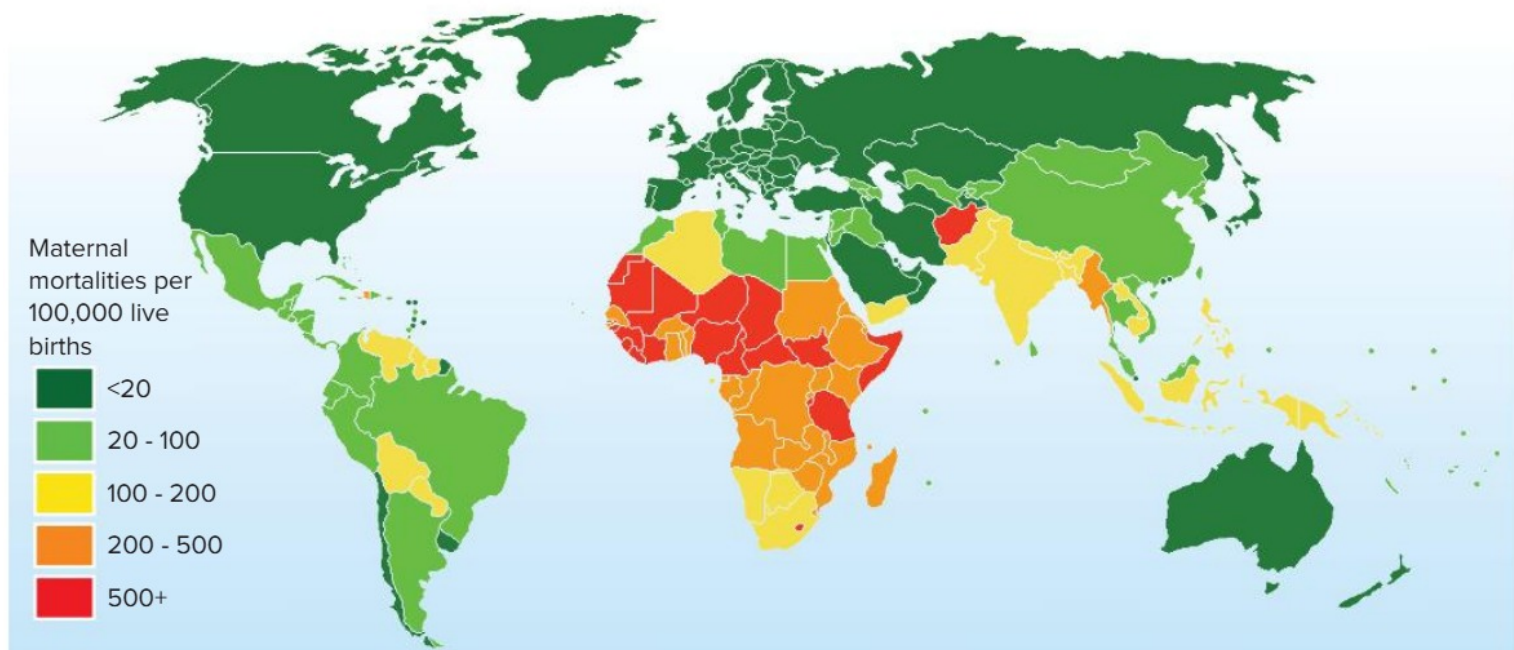 Maternal
mortalities per
100,000 live
births
<20
20 - 100
100 - 200
200 - 500
500+